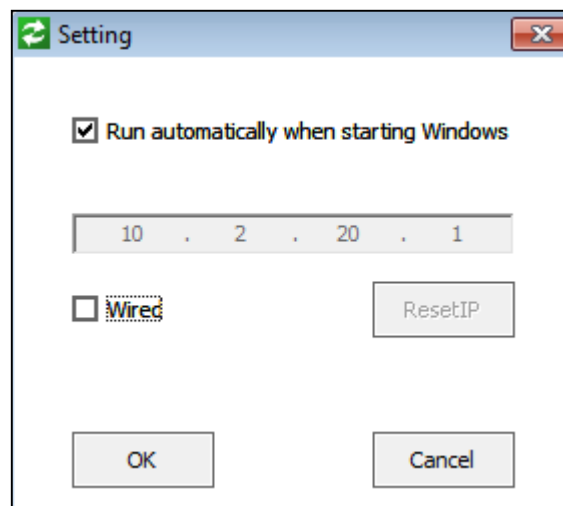 Setting
Run automatically when starting Windows
10 . 2 . 20 . 1
Wired
ResetIP
OK
Cancel